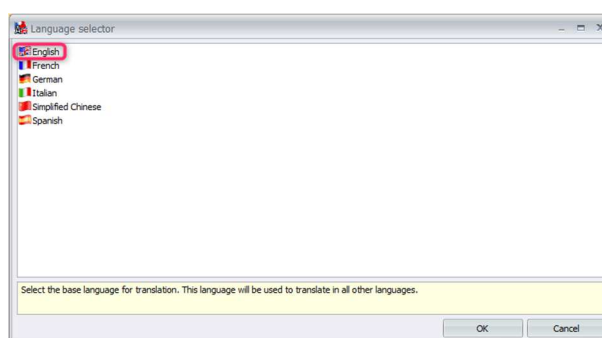 Language selector
English
French
German
Italian
Simplified Chinese
Spanish
Select the base language for translation. This language will be used to translate in all other languages.
OK
Cancel